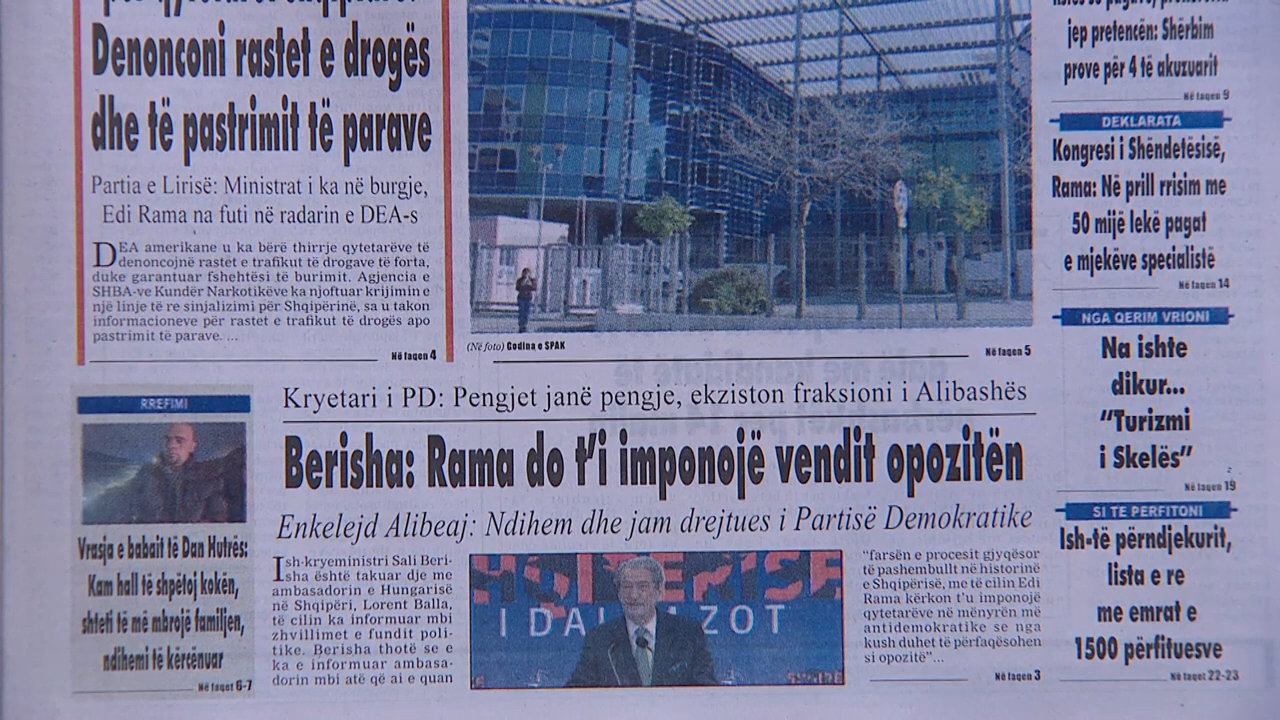 Denonconi rastet e drogës
dhe të pastrimit të parave
Partia e Lirisë: Ministrat i ka në burgje,
Edi Rama na futi në radarin e DEA-s
DEA amerikane u ka bërë thirrje qytetarëve të
denoncojnë rastet e trafikut të drogave të forta,
duke garantuar fshehtësi të burimit. Agjencia e
SHBA-ve Kundër Narkotikëve ka njoftuar krijimin e
një linje të re sinjalizimi për Shqipërinë, sa u takon
informacioneve për rastet e trafikut të drogës apo
pastrimit të parave. ...
Në faqen 4
(Në foto) Godina e SPAK
Në faqen 5
jep pretencën: Shërbim
prove për 4 të akuzuarit
Në faqen 9
DEKLARATA
Kongresi i Shëndetësisë,
Rama: Në prill rrisim me
50 mijë lekë pagat
e mjekëve specialistë
Në faqen 14
NGA QERIM VRIONI
Na ishte
dikur...
"Turizmi
i Skelës"
Në faqen 19
SI TE PERFITONI
Ish-të përndjekurit,
lista e re
me emrat e
1500 përfituesve
Në faqet 22-23
RREFIMI
Vrasja e babait të Dan Hutrës:
Kam hall të shpëtoj kokën,
shteti të më mbrojë familjen,
ndihemi të kërcënuar
Në faqet 6-7
Kryetari i PD: Pengjet janë pengje, ekziston fraksioni i Alibashës
Berisha: Rama do t'i imponojë vendit opozitën
Enkelejd Alibeaj: Ndihem dhe jam drejtues i Partisë Demokratike
Ish-kryeministri Sali Beri-
sha është takuar dje me
ambasadorin e Hungarisë
në Shqipëri, Lorent Balla,
të cilin ka informuar mbi
zhvillimet e fundit poli-
tike. Berisha thotë se e
ka e informuar ambasa-
dorin mbi atë që ai e quan
I DAL ZOT
"farsën e procesit gjyqësor
të pashembullt në historinë
e Shqipërisë, me të cilin Edi
Rama kërkon t'u imponojë
qytetarëve në mënyrën më
antidemokratike se nga
kush duhet të përfaqësohen
si opozitë"...
Në faqen 3